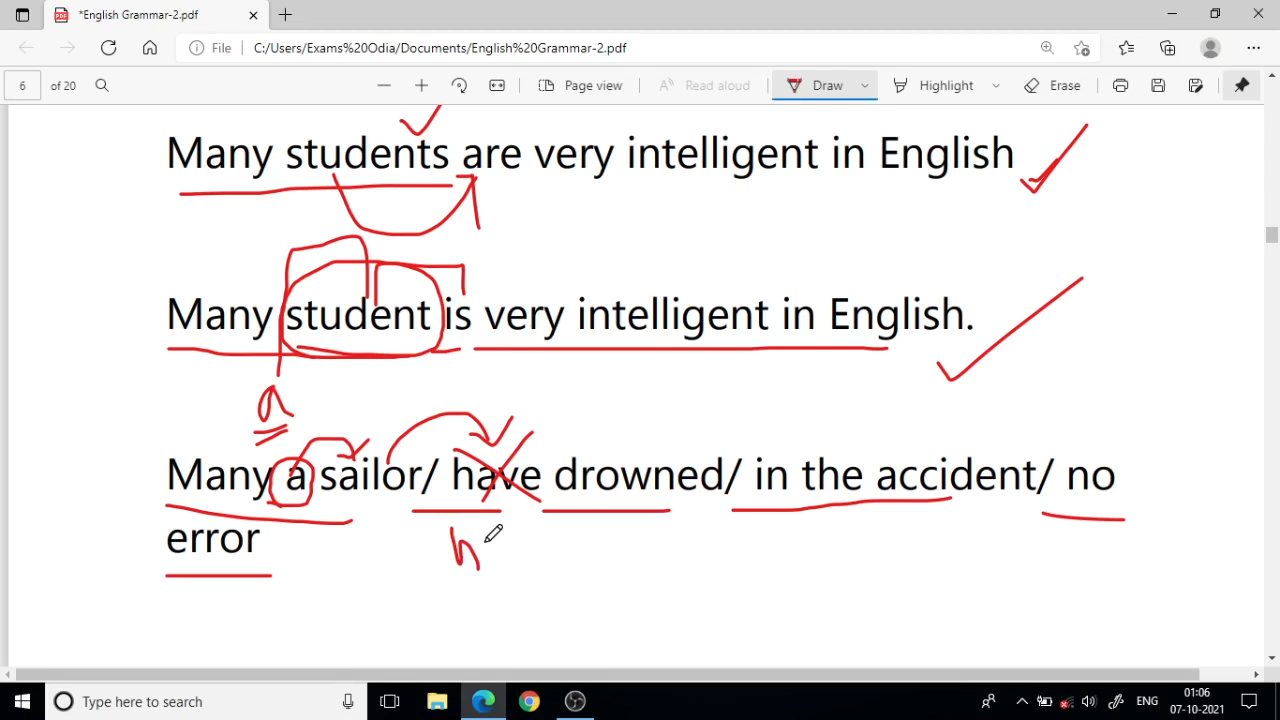 *English Grammar-2.pdf
File C:/Users/Exams%20Odia/Documents/English%20Grammar-2.pdf
6 of 20 Page view Read aloud Draw Highlight Erase
Many students are very intelligent in English
Many student is very intelligent in English.
a
Many a sailor/ have drowned/ in the accident/ no
error
h
Type here to search ENG 01:06
07-10-2021